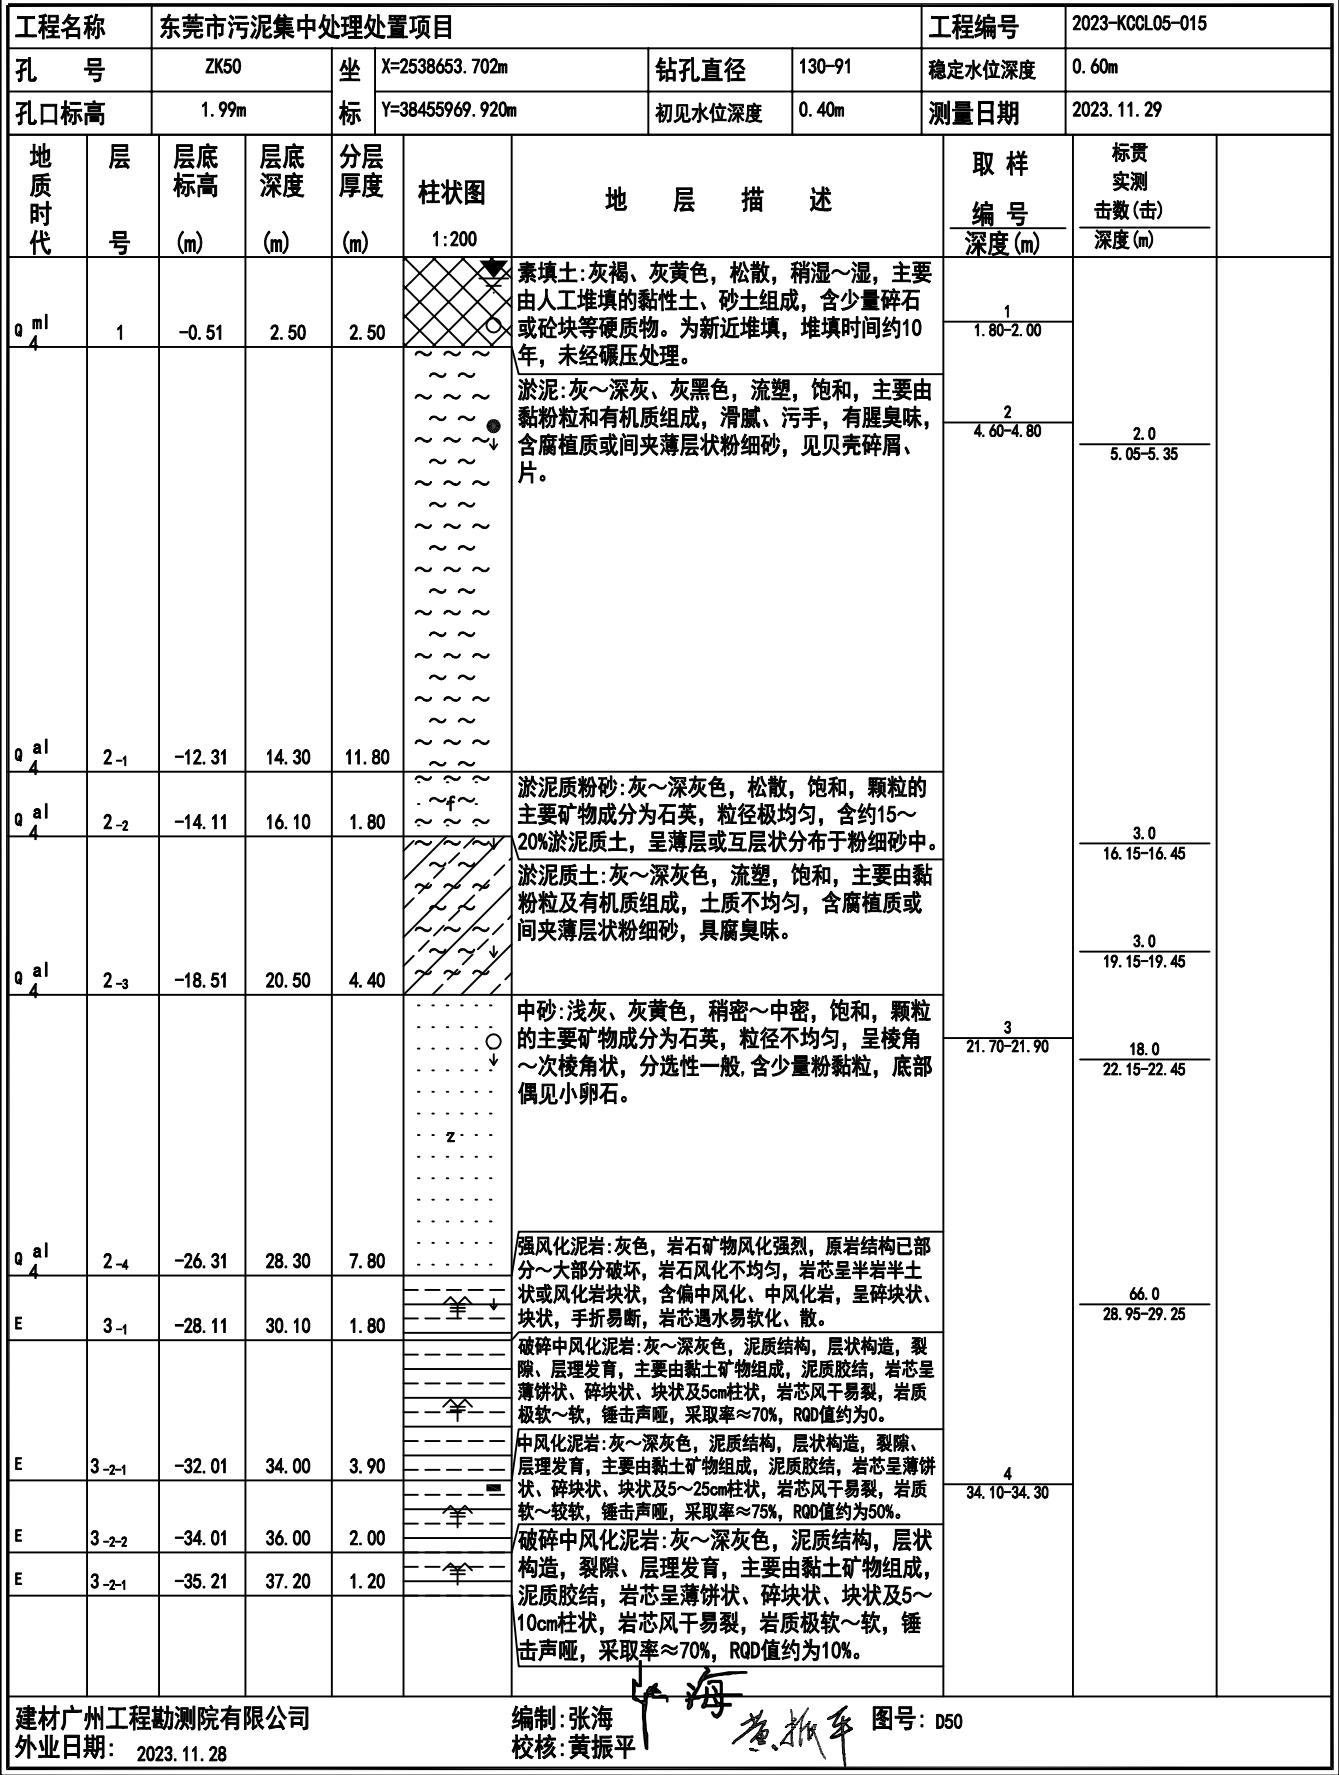 工程名称 东莞市污泥集中处理处置项目 工程编号 2023-KCCL05-015
孔 号 ZK50 坐 X=2538653.702m 钻孔直径 130-91 稳定水位深度 0.60m
孔口标高 1.99m 标 Y=38455969.920m 初见水位深度 0.40m 测量日期 2023.11.29
地质时代 层号 层底标高(m) 层底深度(m) 分层厚度(m) 柱状图 1:200 地 层 描 述 取样编号 深度(m) 标贯实测击数(击) 深度(m)
素填土:灰褐、灰黄色，松散，稍湿～湿，主要
由人工堆填的黏性土、砂土组成，含少量碎石
或砼块等硬质物。为新近堆填，堆填时间约10
年，未经碾压处理。
1
1.80-2.00
Q ml 4 1 -0.51 2.50 2.50
淤泥:灰～深灰、灰黑色，流塑，饱和，主要由
黏粉粒和有机质组成，滑腻、污手，有腥臭味，
含腐植质或间夹薄层状粉细砂，见贝壳碎屑、
片。
2
4.60-4.80
2.0
5.05-5.35
Q al 4 2-1 -12.31 14.30 11.80
淤泥质粉砂:灰～深灰色，松散，饱和，颗粒的
主要矿物成分为石英，粒径极均匀，含约15～
20%淤泥质土，呈薄层或互层状分布于粉细砂中。
f
Q al 4 2-2 -14.11 16.10 1.80
3.0
16.15-16.45
淤泥质土:灰～深灰色，流塑，饱和，主要由黏
粉粒及有机质组成，土质不均匀，含腐植质或
间夹薄层状粉细砂，具腐臭味。
3.0
19.15-19.45
Q al 4 2-3 -18.51 20.50 4.40
中砂:浅灰、灰黄色，稍密～中密，饱和，颗粒
的主要矿物成分为石英，粒径不均匀，呈棱角
～次棱角状，分选性一般,含少量粉黏粒，底部
偶见小卵石。
3
21.70-21.90
18.0
22.15-22.45
z
Q al 4 2-4 -26.31 28.30 7.80
强风化泥岩:灰色，岩石矿物风化强烈，原岩结构已部
分～大部分破坏，岩石风化不均匀，岩芯呈半岩半土
状或风化岩块状，含偏中风化、中风化岩，呈碎块状、
块状，手折易断，岩芯遇水易软化、散。
66.0
28.95-29.25
E 3-1 -28.11 30.10 1.80
破碎中风化泥岩:灰～深灰色，泥质结构，层状构造，裂
隙、层理发育，主要由黏土矿物组成，泥质胶结，岩芯呈
薄饼状、碎块状、块状及5cm柱状，岩芯风干易裂，岩质
极软～软，锤击声哑，采取率≈70%，RQD值约为0。
E 3-2-1 -32.01 34.00 3.90
中风化泥岩:灰～深灰色，泥质结构，层状构造，裂隙、
层理发育，主要由黏土矿物组成，泥质胶结，岩芯呈薄饼
状、碎块状、块状及5～25cm柱状，岩芯风干易裂，岩质
软～较软，锤击声哑，采取率≈75%，RQD值约为50%。
4
34.10-34.30
E 3-2-2 -34.01 36.00 2.00
破碎中风化泥岩:灰～深灰色，泥质结构，层状
构造，裂隙、层理发育，主要由黏土矿物组成，
泥质胶结，岩芯呈薄饼状、碎块状、块状及5～
10cm柱状，岩芯风干易裂，岩质极软～软，锤
击声哑，采取率≈70%，RQD值约为10%。
E 3-2-1 -35.21 37.20 1.20
建材广州工程勘测院有限公司 编制:张海 图号: D50
外业日期: 2023.11.28 校核:黄振平 黄振平